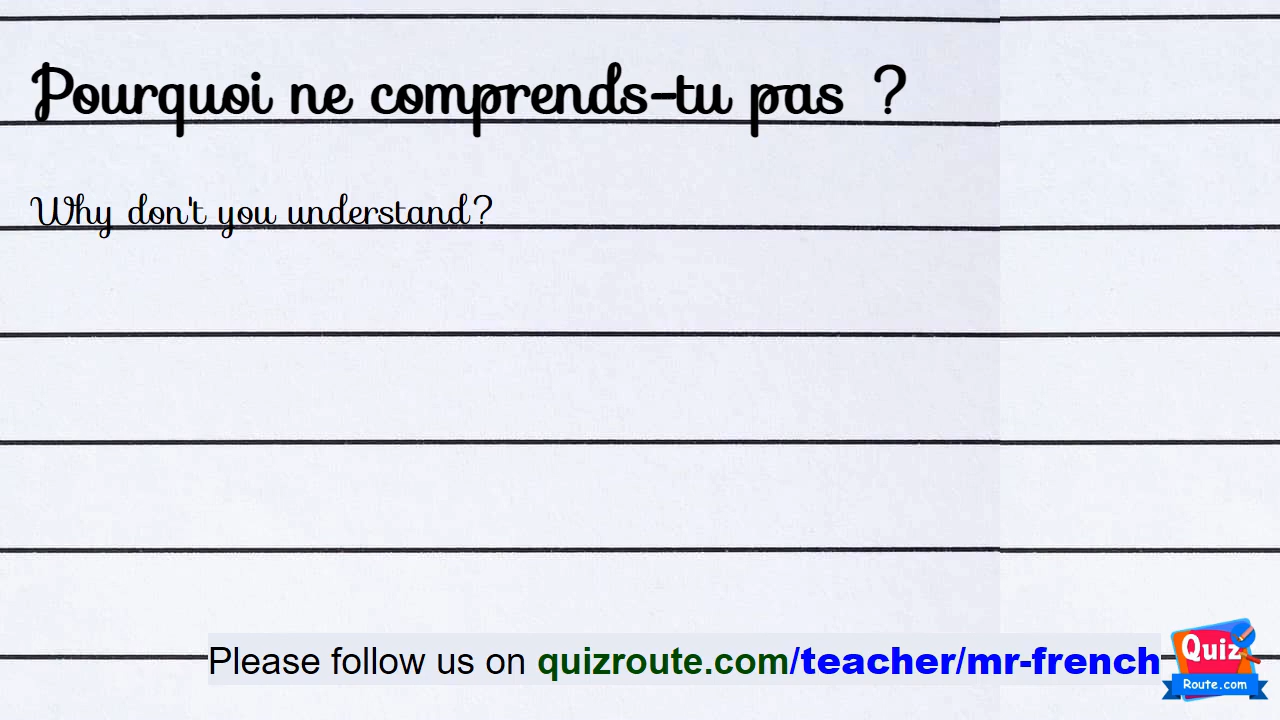 Pourquoi ne comprends-tu pas ?
Why don't you understand?
Please follow us on quizroute.com/teacher/mr-french
Quiz
Route.com